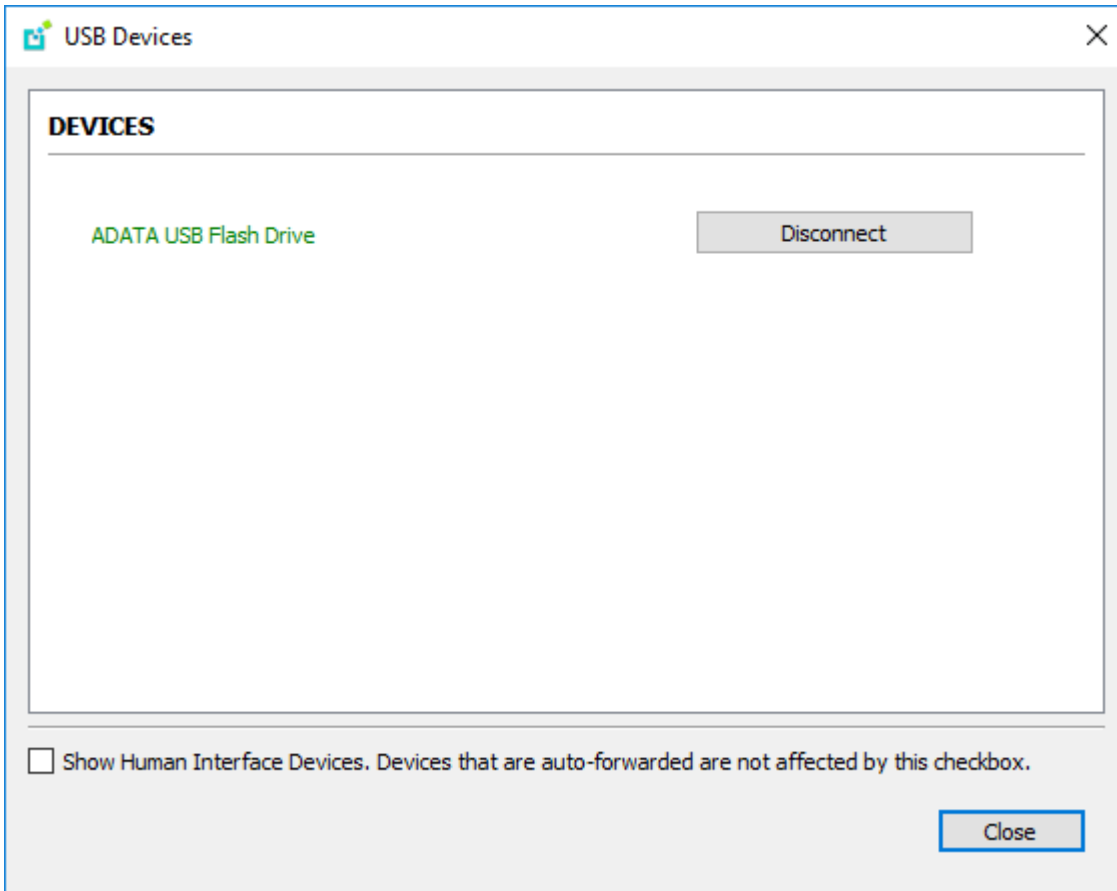 USB Devices
DEVICES
ADATA USB Flash Drive
Disconnect
Show Human Interface Devices. Devices that are auto-forwarded are not affected by this checkbox.
Close